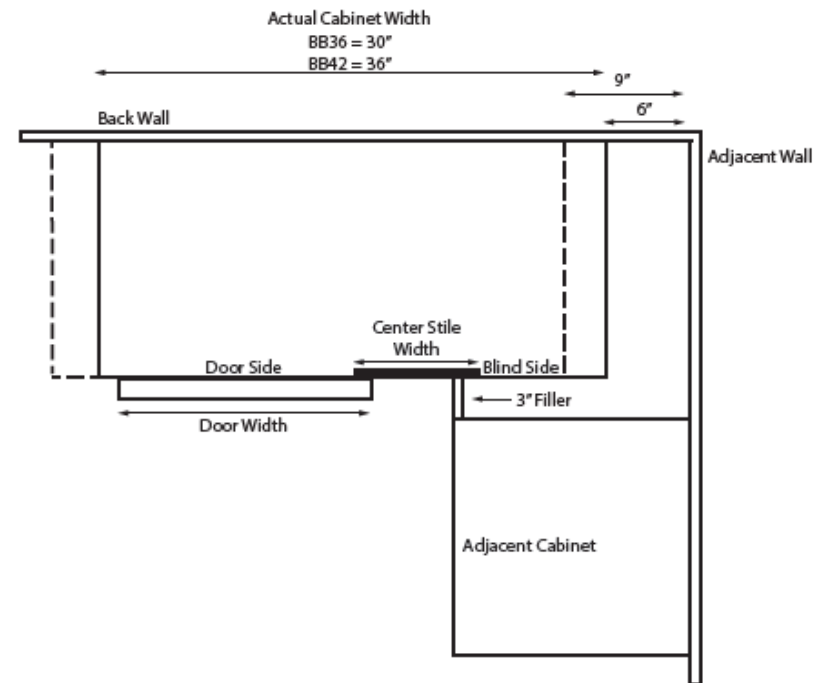 Actual Cabinet Width
BB36 = 30”
BB42 = 36”
9”
6”
Back Wall
Adjacent Wall
Center Stile
Width
Door Side
Blind Side
3” Filler
Door Width
Adjacent Cabinet